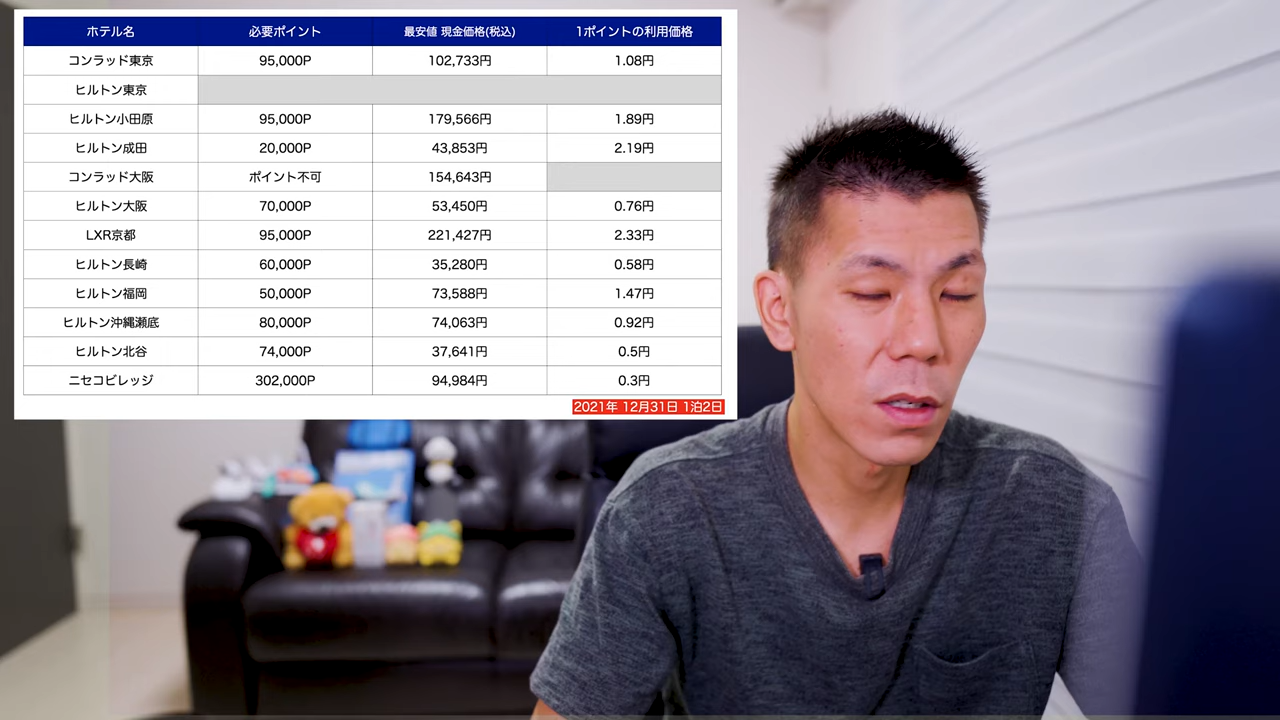 ホテル名 必要ポイント 最安値 現金価格(税込) 1ポイントの利用価格
コンラッド東京 95,000P 102,733円 1.08円
ヒルトン東京
ヒルトン小田原 95,000P 179,566円 1.89円
ヒルトン成田 20,000P 43,853円 2.19円
コンラッド大阪 ポイント不可 154,643円
ヒルトン大阪 70,000P 53,450円 0.76円
LXR京都 95,000P 221,427円 2.33円
ヒルトン長崎 60,000P 35,280円 0.58円
ヒルトン福岡 50,000P 73,588円 1.47円
ヒルトン沖縄瀬底 80,000P 74,063円 0.92円
ヒルトン北谷 74,000P 37,641円 0.5円
ニセコビレッジ 302,000P 94,984円 0.3円
2021年 12月31日 1泊2日